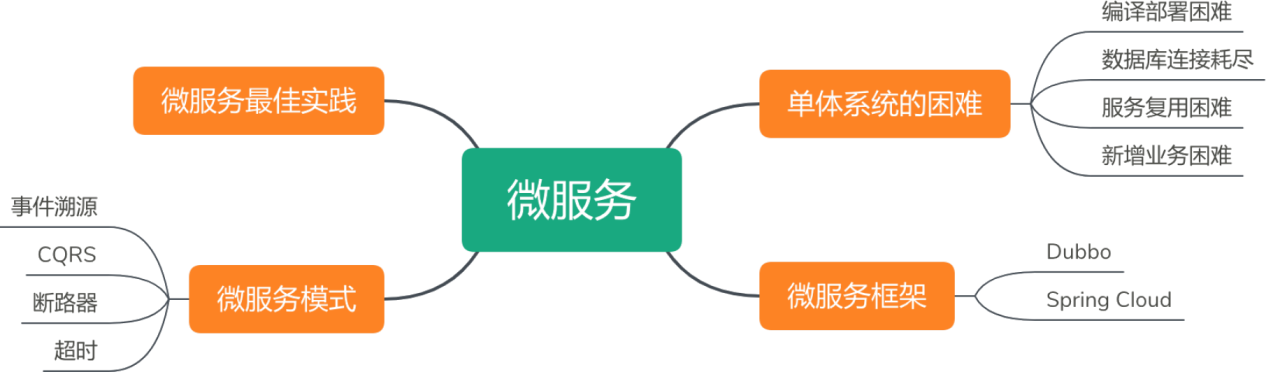 微服务
单体系统的困难
编译部署困难
数据库连接耗尽
服务复用困难
新增业务困难
微服务框架
Dubbo
Spring Cloud
微服务最佳实践
微服务模式
事件溯源
CQRS
断路器
超时